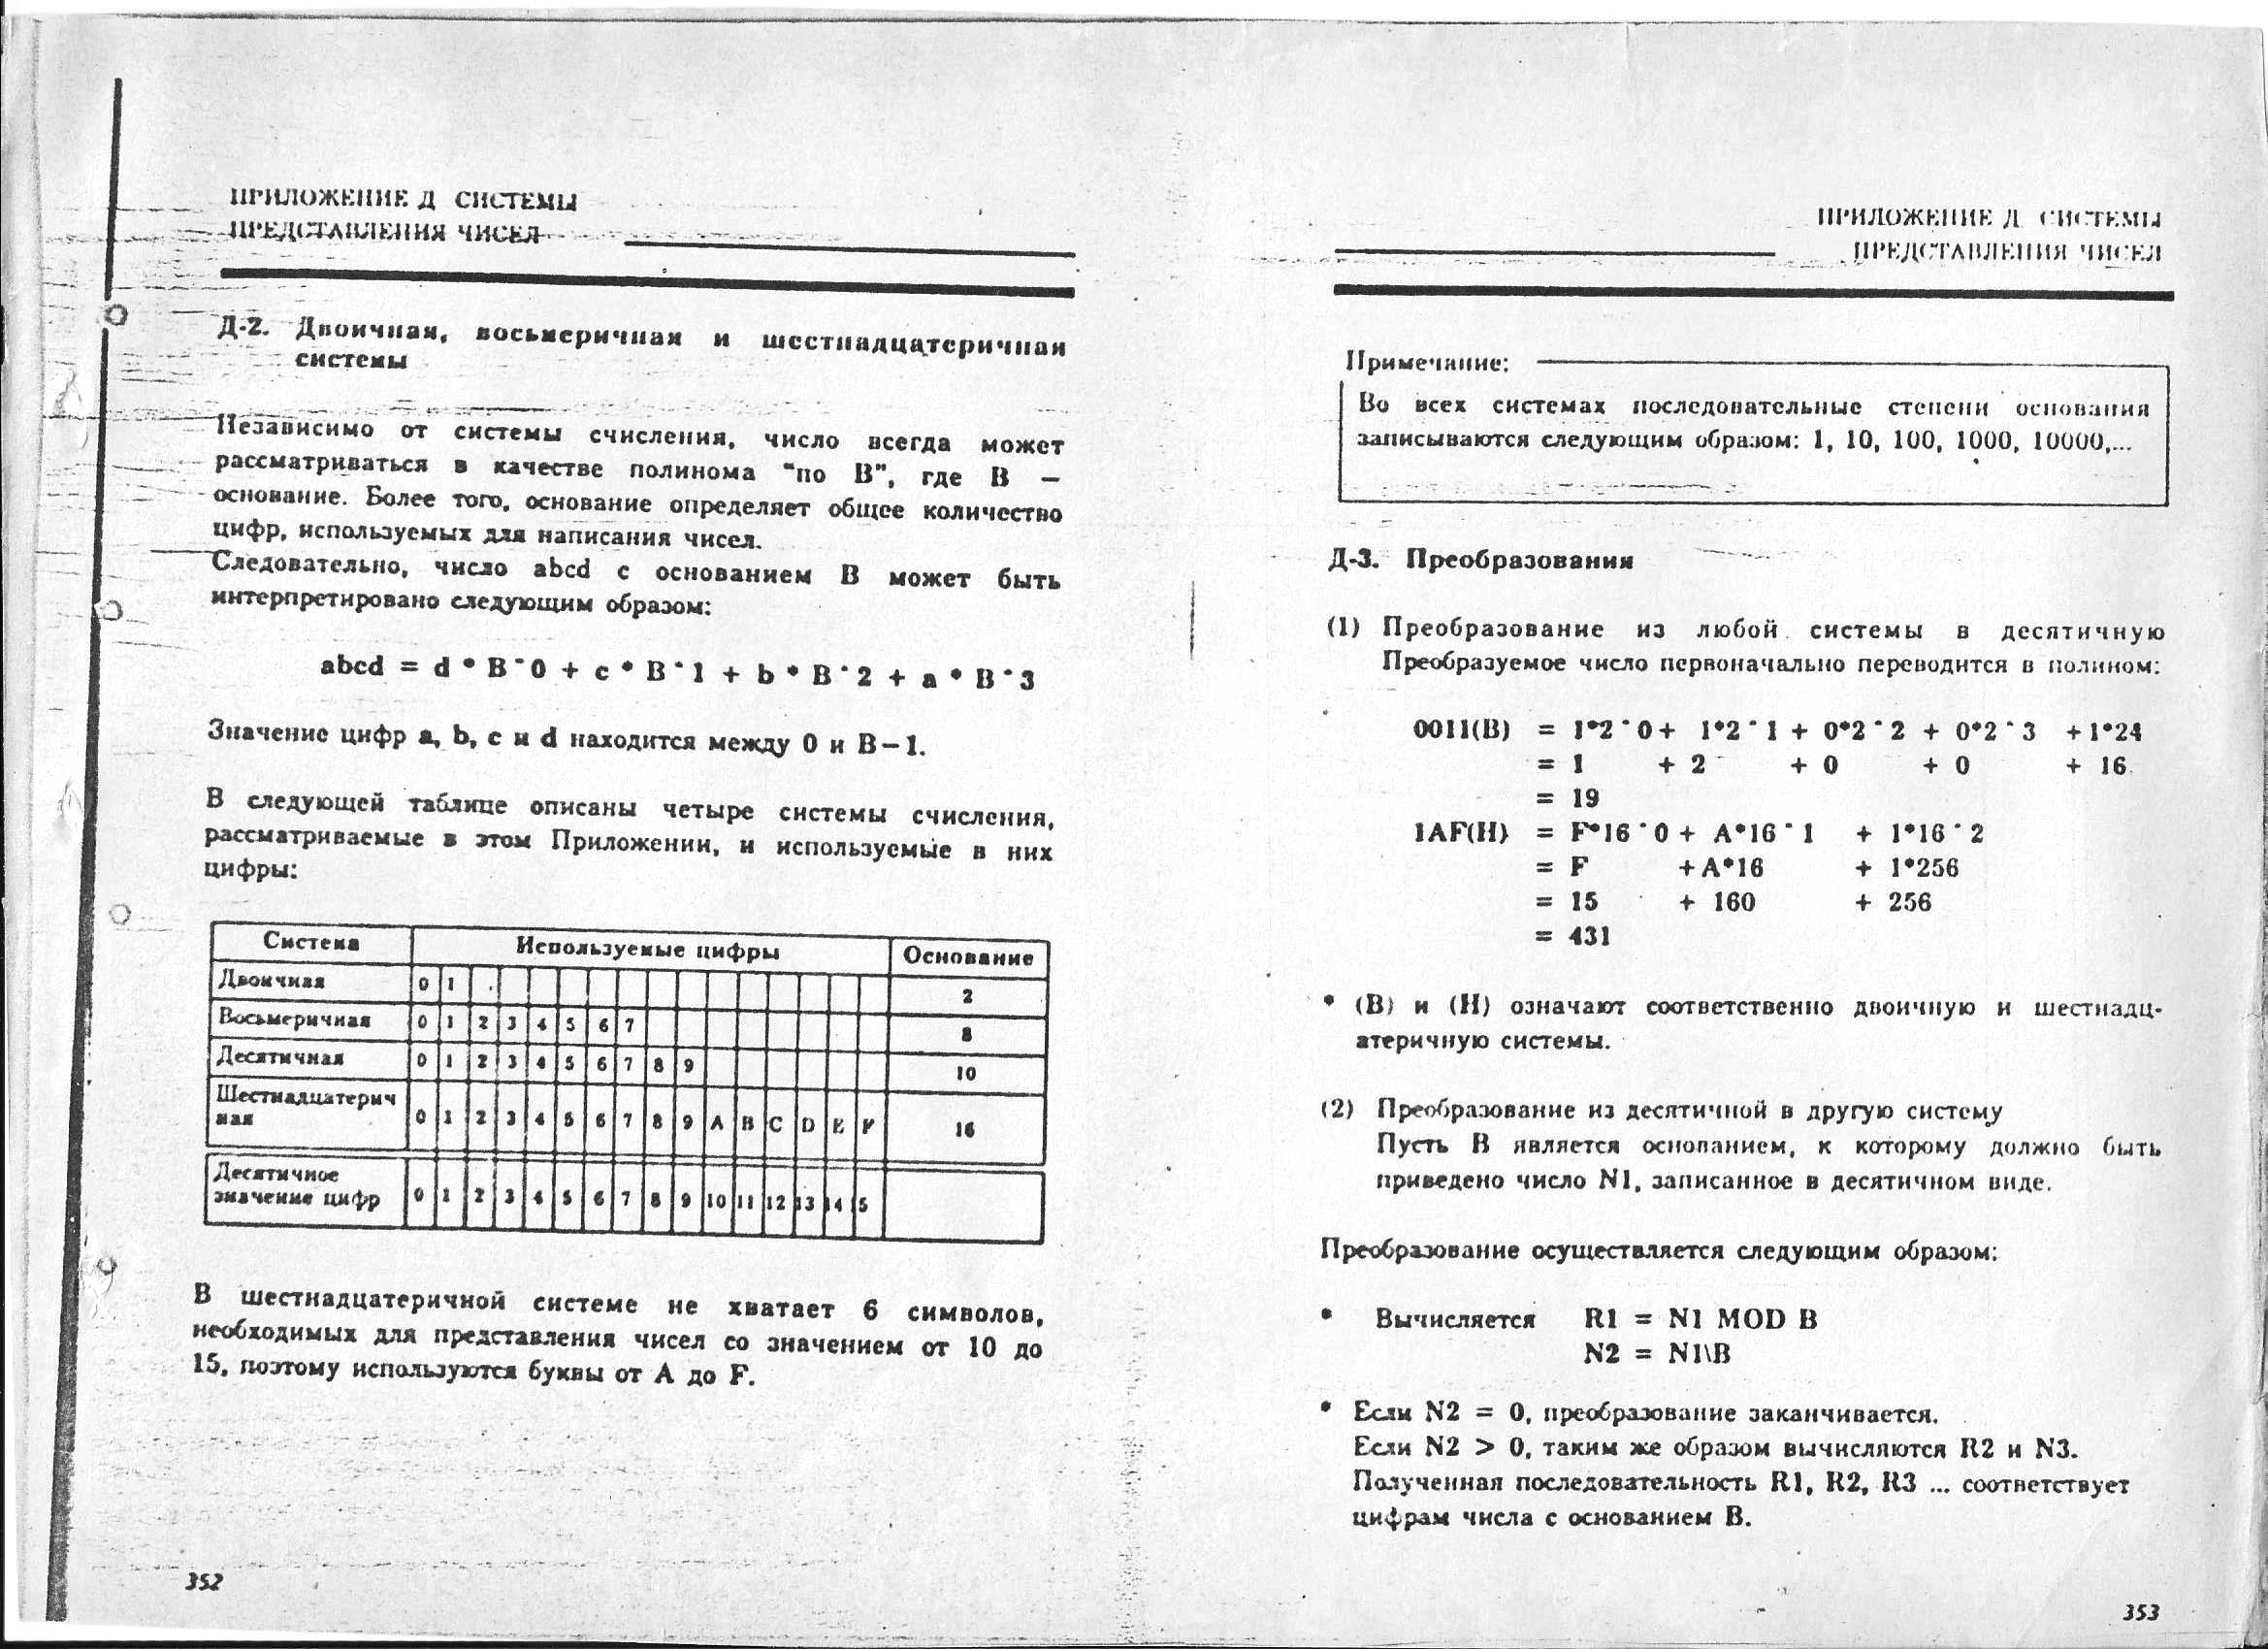 ПРИЛОЖЕНИЕ Д СИСТЕМЫ
ПРЕДСТАВЛЕНИЯ ЧИСЕЛ
Д-2. Двоичная, восьмеричная и шестнадцатеричная
системы
Независимо от системы счисления, число всегда может
рассматриваться в качестве полинома "по B", где B —
основание. Более того, основание определяет общее количество
цифр, используемых для написания чисел.
Следовательно, число abcd с основанием B может быть
интерпретировано следующим образом:
abcd = d * B^0 + c * B^1 + b * B^2 + a * B^3
Значение цифр a, b, c и d находится между 0 и B-1.
В следующей таблице описаны четыре системы счисления,
рассматриваемые в этом Приложении, и используемые в них
цифры:
Система Используемые цифры Основание
Двоичная 0 1 2
Восьмеричная 0 1 2 3 4 5 6 7 8
Десятичная 0 1 2 3 4 5 6 7 8 9 10
Шестнадцатерич
ная 0 1 2 3 4 5 6 7 8 9 A B C D E F 16
Десятичное
значение цифр 0 1 2 3 4 5 6 7 8 9 10 11 12 13 14 15
В шестнадцатеричной системе не хватает 6 символов,
необходимых для представления чисел со значением от 10 до
15, поэтому используются буквы от A до F.
352
ПРИЛОЖЕНИЕ Д СИСТЕМЫ
ПРЕДСТАВЛЕНИЯ ЧИСЕЛ
Примечание:
Во всех системах последовательные степени основания
записываются следующим образом: 1, 10, 100, 1000, 10000,...
Д-3. Преобразования
(1) Преобразование из любой системы в десятичную
Преобразуемое число первоначально переводится в полином:
0011(B) = 1*2^0 + 1*2^1 + 0*2^2 + 0*2^3 +1*24
= 1 + 2 + 0 + 0 + 16
= 19
1AF(H) = F*16^0 + A*16^1 + 1*16^2
= F +A*16 + 1*256
= 15 + 160 + 256
= 431
* (B) и (H) означают соответственно двоичную и шестнадц-
атеричную системы.
(2) Преобразование из десятичной в другую систему
Пусть B является основанием, к которому должно быть
приведено число N1, записанное в десятичном виде.
Преобразование осуществляется следующим образом:
* Вычисляется R1 = N1 MOD B
N2 = N1\B
* Если N2 = 0, преобразование заканчивается.
Если N2 > 0, таким же образом вычисляются R2 и N3.
Полученная последовательность R1, R2, R3 ... соответствует
цифрам числа с основанием B.
353